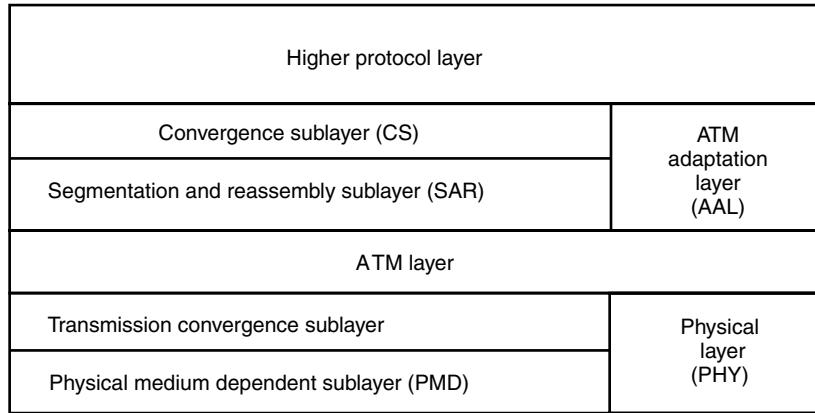 Higher protocol layer
Convergence sublayer (CS)
Segmentation and reassembly sublayer (SAR)
ATM
adaptation
layer
(AAL)
ATM layer
Transmission convergence sublayer
Physical medium dependent sublayer (PMD)
Physical
layer
(PHY)